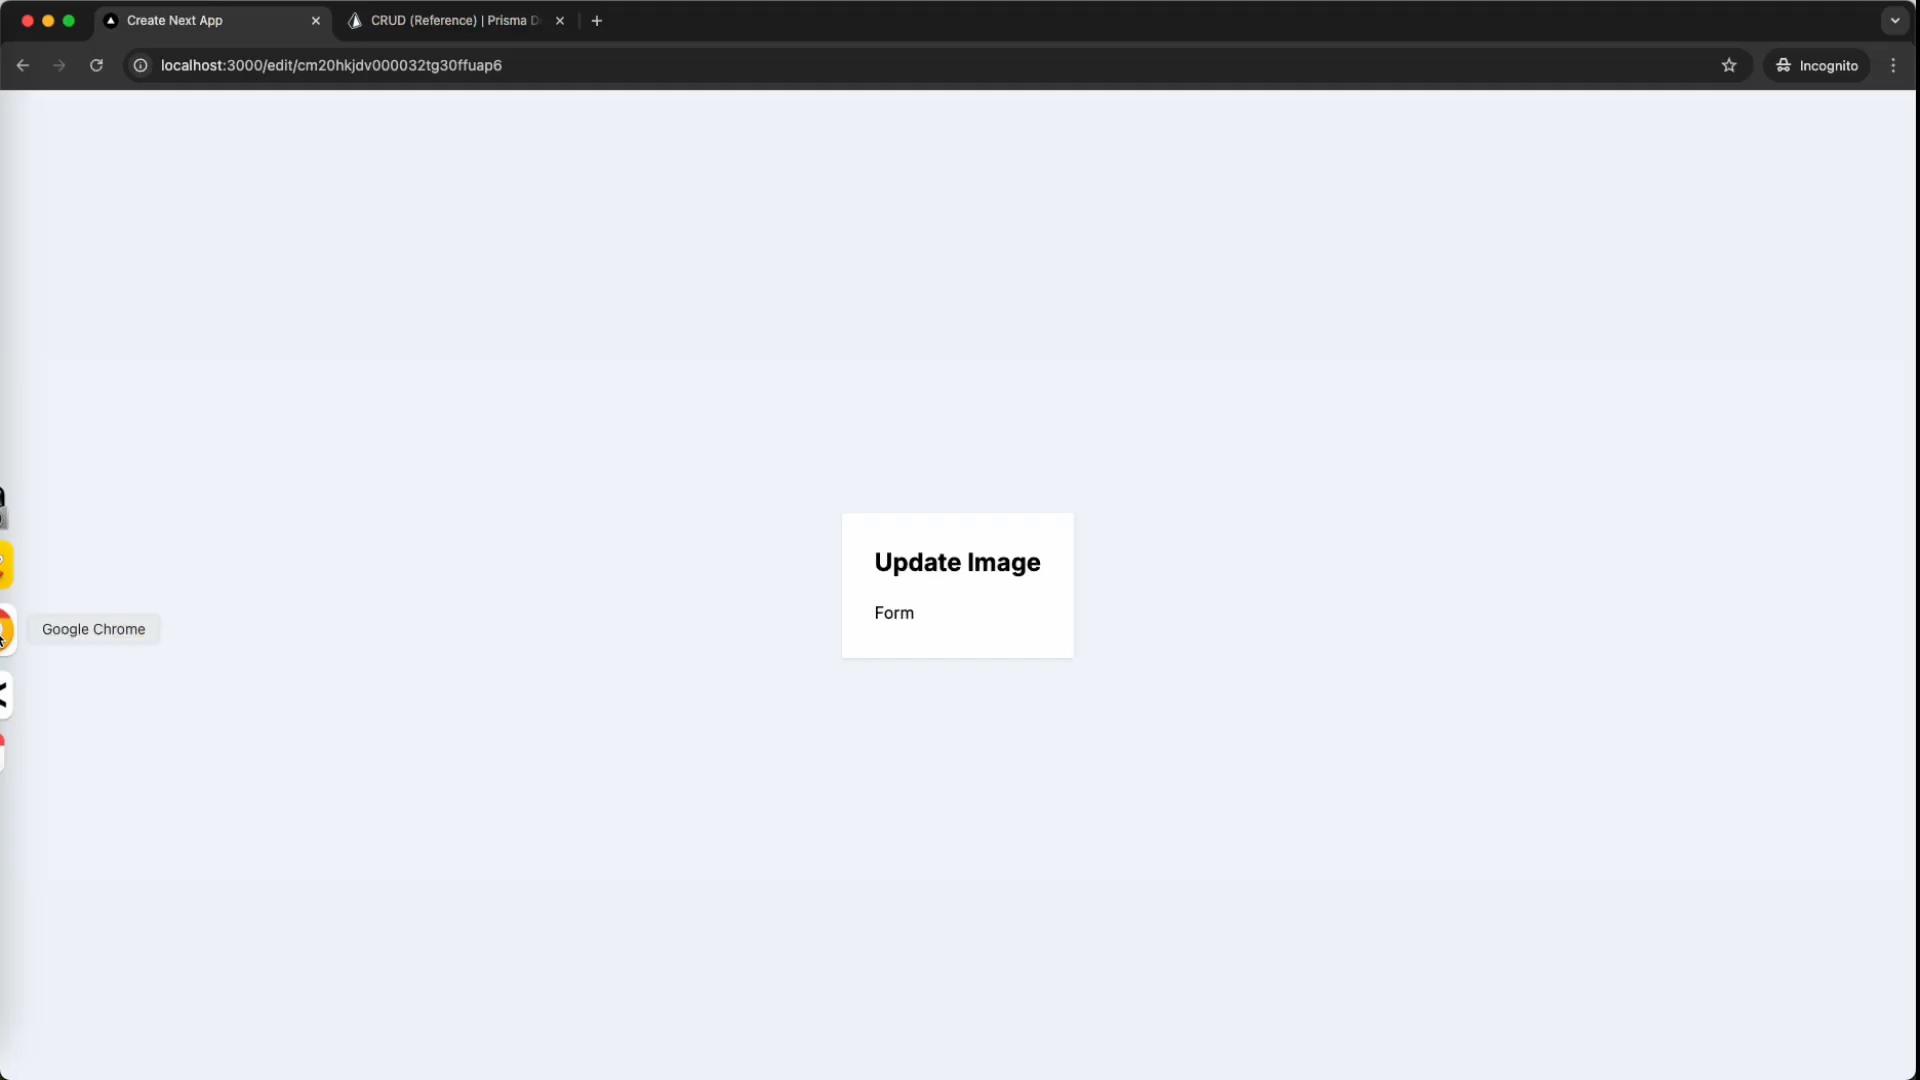 Create Next App
CRUD (Reference) | Prisma D
localhost:3000/edit/cm20hkjdv000032tg30ffuap6
Incognito
Update Image
Form
Google Chrome